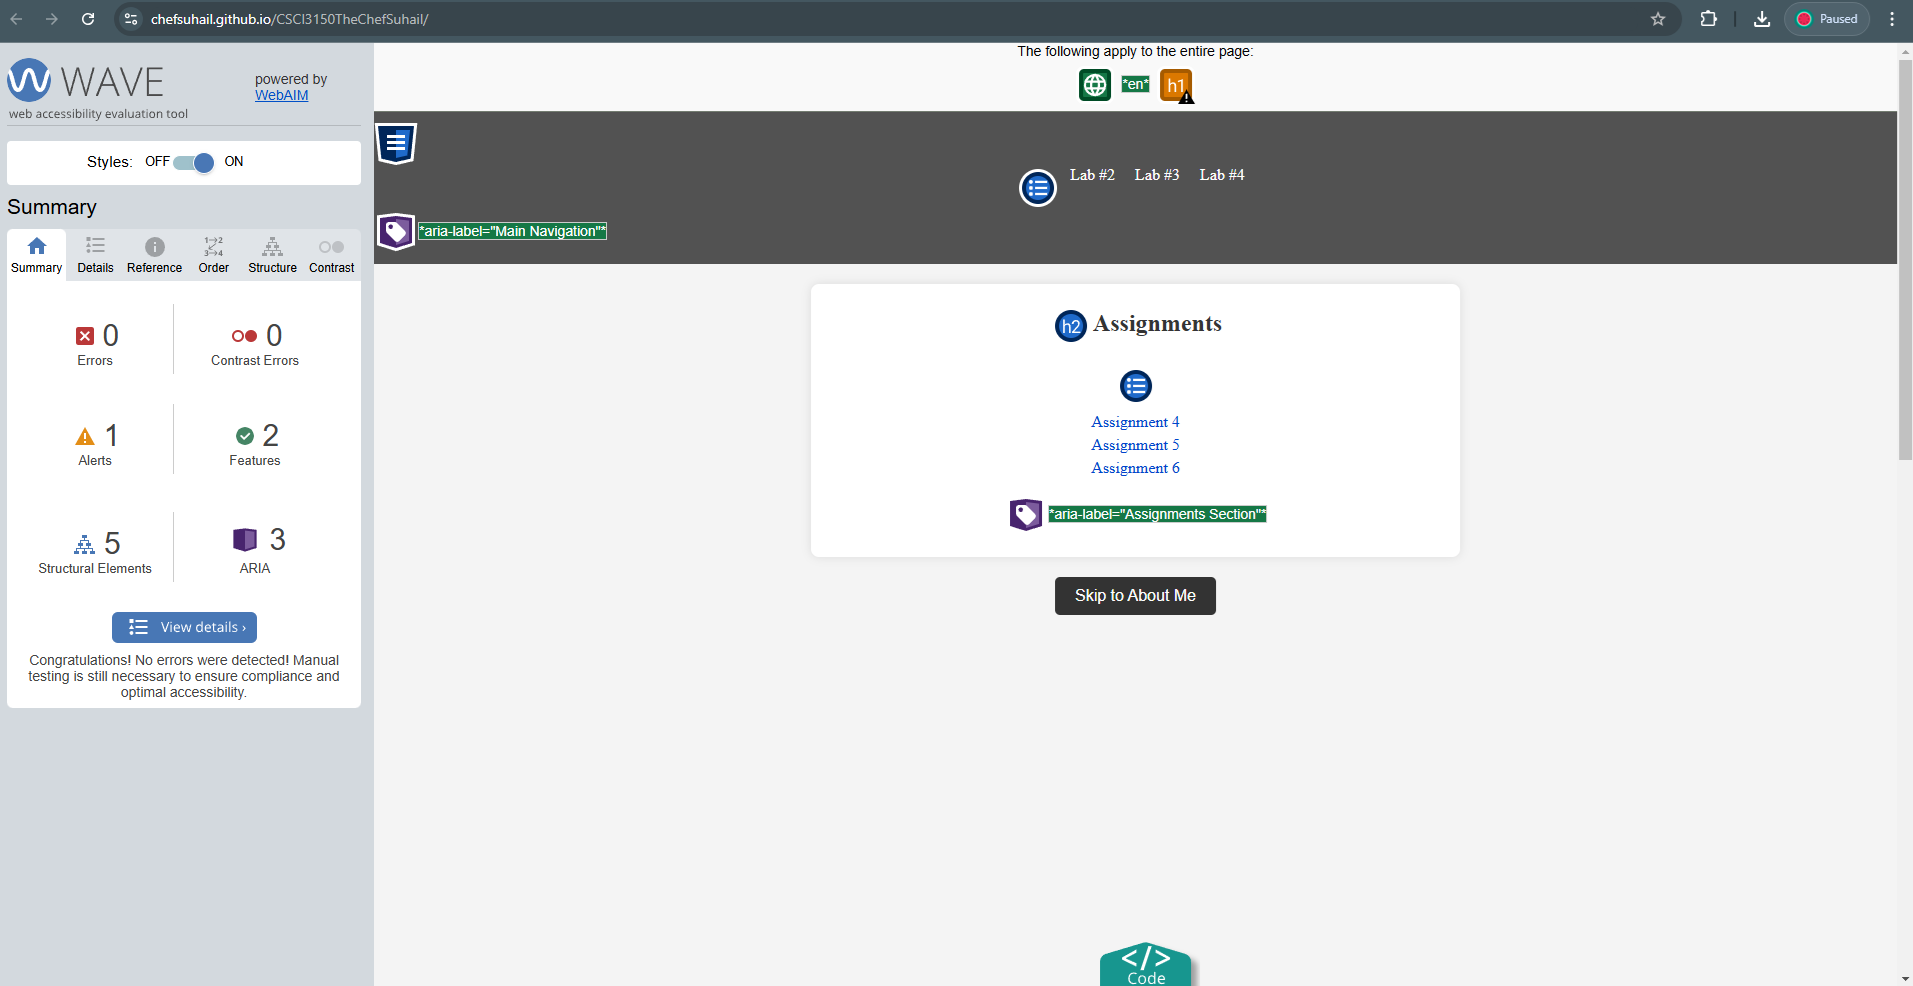 chefsuhail.github.io/CSCI3150TheChefSuhail/
Paused
WAVE
web accessibility evaluation tool
powered by
WebAIM
Styles: OFF ON
Summary
Summary Details Reference Order Structure Contrast
1 2
3 4
0
Errors
0
Contrast Errors
1
Alerts
2
Features
5
Structural Elements
3
ARIA
View details ›
Congratulations! No errors were detected! Manual
testing is still necessary to ensure compliance and
optimal accessibility.
The following apply to the entire page:
*en* h1
Lab #2 Lab #3 Lab #4
*aria-label="Main Navigation"*
h2 Assignments
Assignment 4
Assignment 5
Assignment 6
*aria-label="Assignments Section"*
Skip to About Me
</>
Code